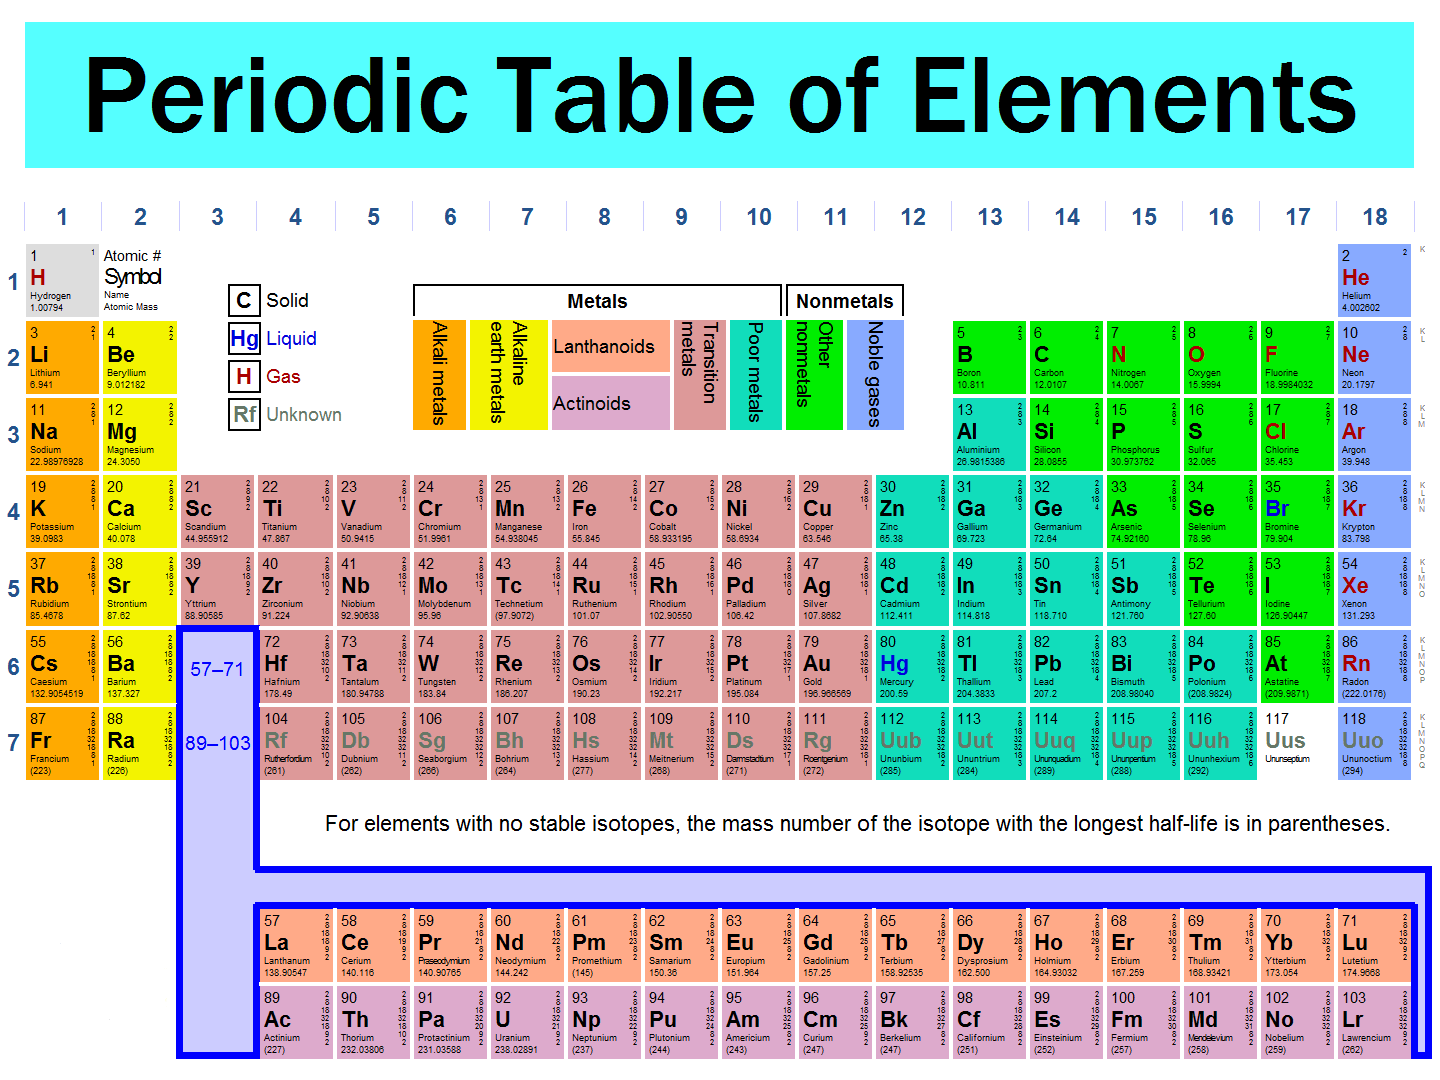 Periodic Table of Elements
1 2 3 4 5 6 7 8 9 10 11 12 13 14 15 16 17 18
1
1 1
H
Hydrogen
1.00794
Atomic #
Symbol
Name
Atomic Mass
C Solid
Hg Liquid
H Gas
Rf Unknown
Metals
Nonmetals
Alkali metals
Alkaline earth metals
Lanthanoids
Actinoids
Transition metals
Poor metals
Other nonmetals
Noble gases
2 2
He
Helium
4.002602
K
2
3 4 5 6 7 8 9 10
Li Be B C N O F Ne
Lithium Beryllium Boron Carbon Nitrogen Oxygen Fluorine Neon
6.941 9.012182 10.811 12.0107 14.0067 15.9994 18.9984032 20.1797
K L
3
11 12 13 14 15 16 17 18
Na Mg Al Si P S Cl Ar
Sodium Magnesium Aluminium Silicon Phosphorus Sulfur Chlorine Argon
22.98976928 24.3050 26.9815386 28.0855 30.973762 32.065 35.453 39.948
K L M
4
19 20 21 22 23 24 25 26 27 28 29 30 31 32 33 34 35 36
K Ca Sc Ti V Cr Mn Fe Co Ni Cu Zn Ga Ge As Se Br Kr
Potassium Calcium Scandium Titanium Vanadium Chromium Manganese Iron Cobalt Nickel Copper Zinc Gallium Germanium Arsenic Selenium Bromine Krypton
39.0983 40.078 44.955912 47.867 50.9415 51.9961 54.938045 55.845 58.933195 58.6934 63.546 65.38 69.723 72.64 74.92160 78.96 79.904 83.798
K L M N
5
37 38 39 40 41 42 43 44 45 46 47 48 49 50 51 52 53 54
Rb Sr Y Zr Nb Mo Tc Ru Rh Pd Ag Cd In Sn Sb Te I Xe
Rubidium Strontium Yttrium Zirconium Niobium Molybdenum Technetium Ruthenium Rhodium Palladium Silver Cadmium Indium Tin Antimony Tellurium Iodine Xenon
85.4678 87.62 88.90585 91.224 92.90638 95.96 (97.9072) 101.07 102.90550 106.42 107.8682 112.411 114.818 118.710 121.760 127.60 126.90447 131.293
K L M N O
6
55 56 57–71 72 73 74 75 76 77 78 79 80 81 82 83 84 85 86
Cs Ba Hf Ta W Re Os Ir Pt Au Hg Tl Pb Bi Po At Rn
Caesium Barium Hafnium Tantalum Tungsten Rhenium Osmium Iridium Platinum Gold Mercury Thallium Lead Bismuth Polonium Astatine Radon
132.9054519 137.327 178.49 180.94788 183.84 186.207 190.23 192.217 195.084 196.966569 200.59 204.3833 207.2 208.98040 (208.9824) (209.9871) (222.0176)
K L M N O P
7
87 88 89–103 104 105 106 107 108 109 110 111 112 113 114 115 116 117 118
Fr Ra Rf Db Sg Bh Hs Mt Ds Rg Uub Uut Uuq Uup Uuh Uus Uuo
Francium Radium Rutherfordium Dubnium Seaborgium Bohrium Hassium Meitnerium Darmstadtium Roentgenium Ununbium Ununtrium Ununquadium Ununpentium Ununhexium Ununseptium Ununoctium
(223) (226) (261) (262) (266) (264) (277) (268) (271) (272) (285) (284) (289) (288) (292) (294)
K L M N O P Q
For elements with no stable isotopes, the mass number of the isotope with the longest half-life is in parentheses.
57 58 59 60 61 62 63 64 65 66 67 68 69 70 71
La Ce Pr Nd Pm Sm Eu Gd Tb Dy Ho Er Tm Yb Lu
Lanthanum Cerium Praseodymium Neodymium Promethium Samarium Europium Gadolinium Terbium Dysprosium Holmium Erbium Thulium Ytterbium Lutetium
138.90547 140.116 140.90765 144.242 (145) 150.36 151.964 157.25 158.92535 162.500 164.93032 167.259 168.93421 173.054 174.9668
89 90 91 92 93 94 95 96 97 98 99 100 101 102 103
Ac Th Pa U Np Pu Am Cm Bk Cf Es Fm Md No Lr
Actinium Thorium Protactinium Uranium Neptunium Plutonium Americium Curium Berkelium Californium Einsteinium Fermium Mendelevium Nobelium Lawrencium
(227) 232.03806 231.03588 238.02891 (237) (244) (243) (247) (247) (251) (252) (257) (258) (259) (262)